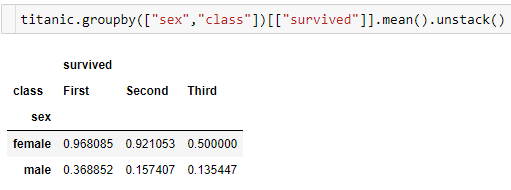 titanic.groupby(["sex","class"])[["survived"]].mean().unstack()
survived
class First Second Third
sex
female 0.968085 0.921053 0.500000
male 0.368852 0.157407 0.135447